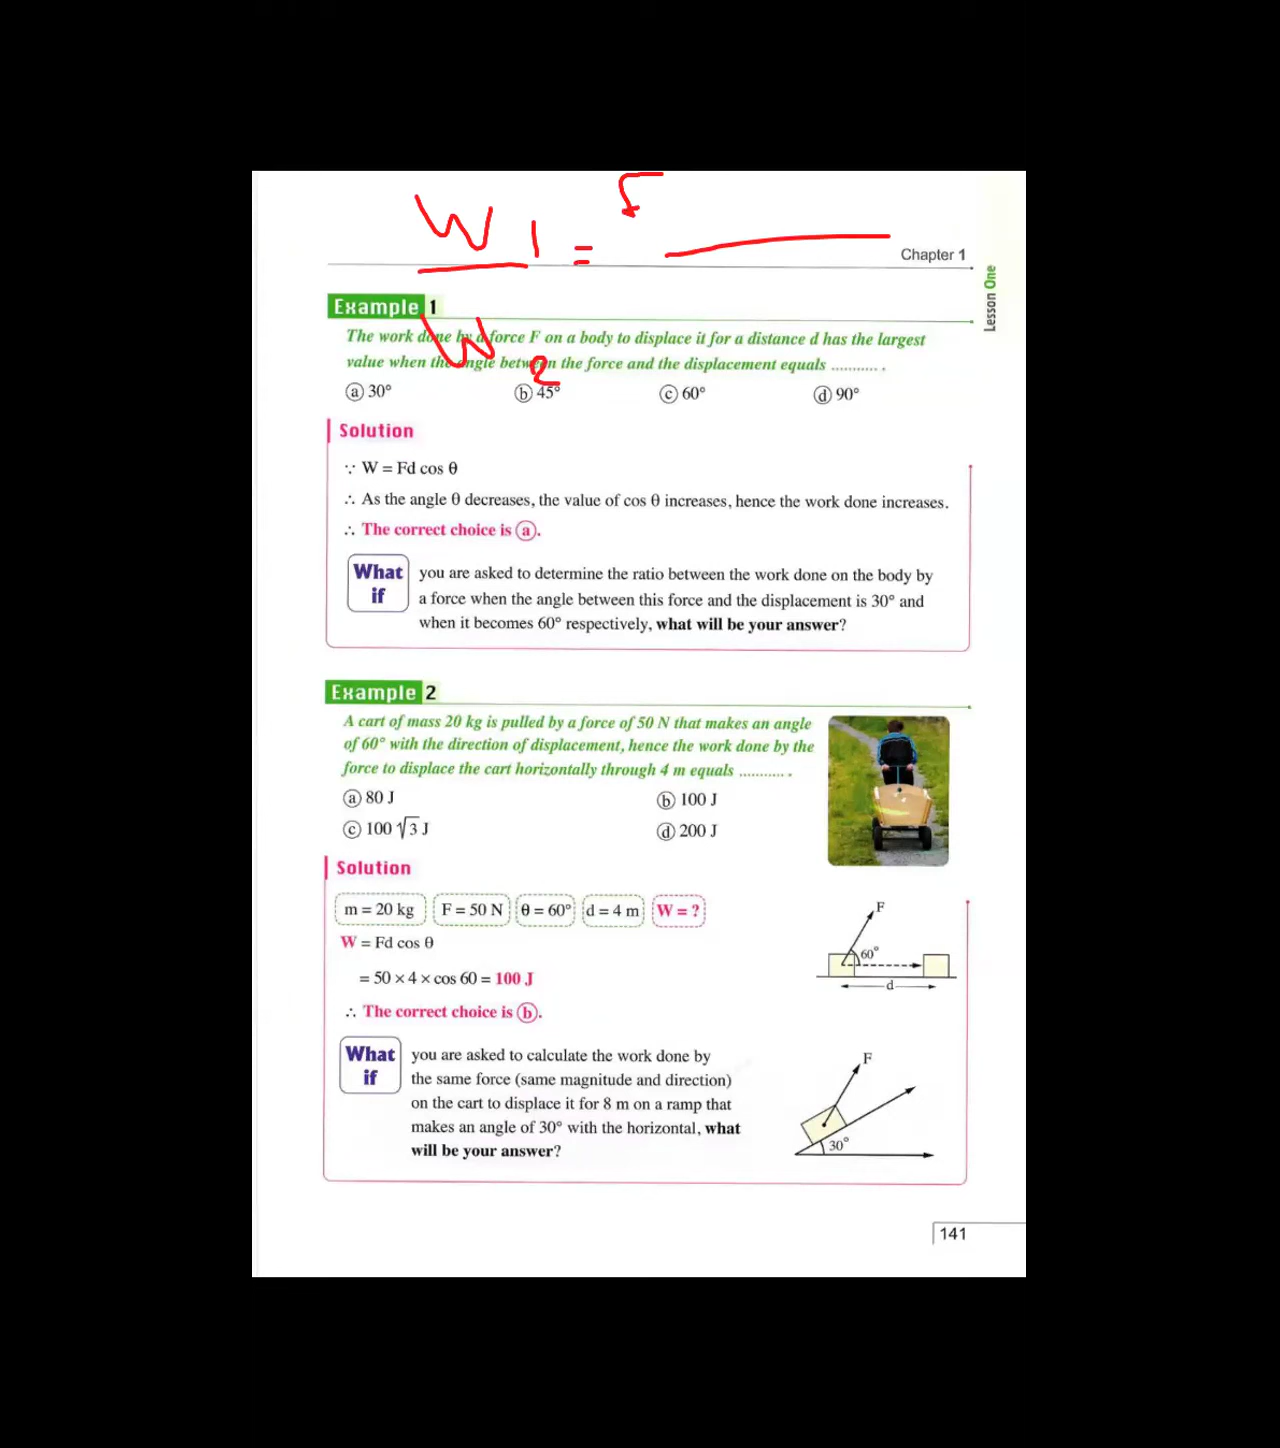 W1 = F
Chapter 1
Lesson One
W
2
Example 1
The work done by a force F on a body to displace it for a distance d has the largest
value when the angle between the force and the displacement equals ........... .
ⓐ 30° ⓑ 45° ⓒ 60° ⓓ 90°
Solution
∵ W = Fd cos θ
∴ As the angle θ decreases, the value of cos θ increases, hence the work done increases.
∴ The correct choice is ⓐ.
What if
you are asked to determine the ratio between the work done on the body by
a force when the angle between this force and the displacement is 30° and
when it becomes 60° respectively, what will be your answer?
Example 2
A cart of mass 20 kg is pulled by a force of 50 N that makes an angle
of 60° with the direction of displacement, hence the work done by the
force to displace the cart horizontally through 4 m equals ........... .
ⓐ 80 J ⓑ 100 J
ⓒ 100 √3 J ⓓ 200 J
Solution
m = 20 kg F = 50 N θ = 60° d = 4 m W = ?
W = Fd cos θ
= 50 × 4 × cos 60 = 100 J
∴ The correct choice is ⓑ.
F
60°
d
What if
you are asked to calculate the work done by
the same force (same magnitude and direction)
on the cart to displace it for 8 m on a ramp that
makes an angle of 30° with the horizontal, what
will be your answer?
F
30°
141